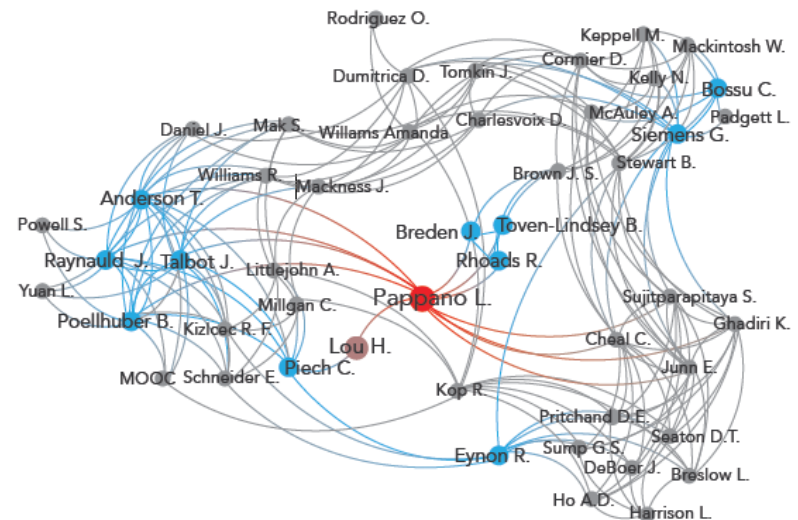 Rodriguez O.
Keppell M.
Mackintosh W.
Cormier D.
Dumitrica D.
Tomkin J.
Kelly N.
Bossu C.
McAuley A.
Padgett L.
Charlesvoix D.
Daniel J.
Mak S.
Willams Amanda
Siemens G.
Stewart B.
Williams R.
Mackness J.
Brown J. S.
Anderson T.
Powell S.
Breden J.
Toven-Lindsey B.
Raynauld J.
Talbot J.
Littlejohn A.
Rhoads R.
Yuan L.
Pappano L.
Sujitparapitaya S.
Millgan C.
Poellhuber B.
Kizlcec R. F.
Ghadiri K.
Lou H.
Cheal C.
MOOC
Schneider E.
Piech C.
Junn E.
Kop R.
Pritchand D.E.
Seaton D.T.
Eynon R.
Sump G.S.
DeBoer J.
Breslow L.
Ho A.D.
Harrison L.